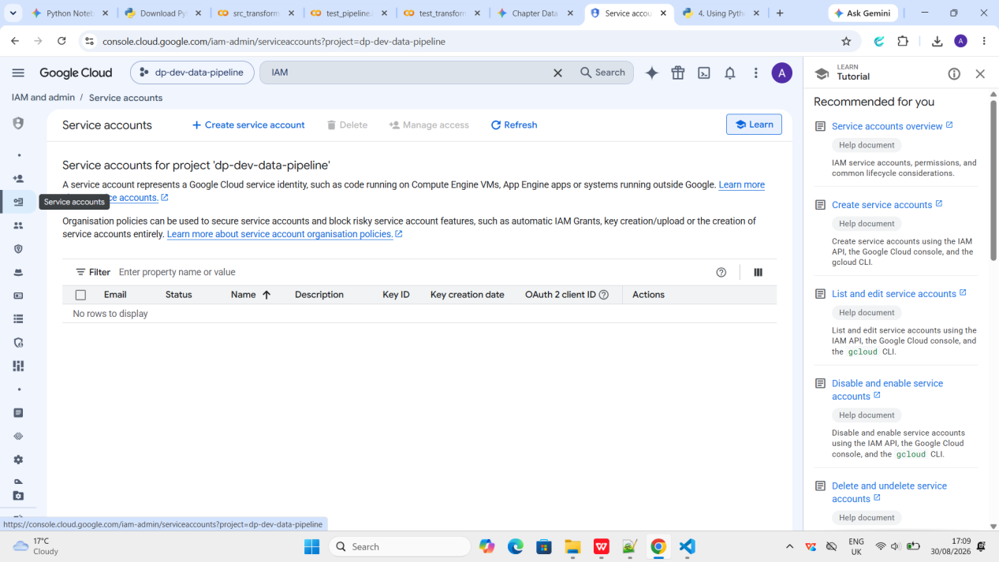 Python Noteb
Download Py
src_transform
test_pipeline.i
test_transform
Chapter Data
Service accou
4. Using Pyth
Ask Gemini
console.cloud.google.com/iam-admin/serviceaccounts?project=dp-dev-data-pipeline
A
Google Cloud
dp-dev-data-pipeline
IAM
Search
A
LEARN
Tutorial
IAM and admin / Service accounts
Service accounts
Create service account
Delete
Manage access
Refresh
Learn
Service accounts for project 'dp-dev-data-pipeline'
A service account represents a Google Cloud service identity, such as code running on Compute Engine VMs, App Engine apps or systems running outside Google. Learn more
ce accounts.
Service accounts
Organisation policies can be used to secure service accounts and block risky service account features, such as automatic IAM Grants, key creation/upload or the creation of
service accounts entirely. Learn more about service account organisation policies.
Filter Enter property name or value
Email Status Name Description Key ID Key creation date OAuth 2 client ID Actions
No rows to display
Recommended for you
Service accounts overview
Help document
IAM service accounts, permissions, and
common lifecycle considerations.
Create service accounts
Help document
Create service accounts using the IAM
API, the Google Cloud console, and the
gcloud CLI.
List and edit service accounts
Help document
List and edit service accounts using the
IAM API, the Google Cloud console, and
the gcloud CLI.
Disable and enable service
accounts
Help document
Disable and enable service accounts
using the IAM API, the Google Cloud
console, and the gcloud CLI.
Delete and undelete service
accounts
Help document
https://console.cloud.google.com/iam-admin/serviceaccounts?project=dp-dev-data-pipeline
17°C
Cloudy
Search
ENG
UK
17:09
30/08/2026